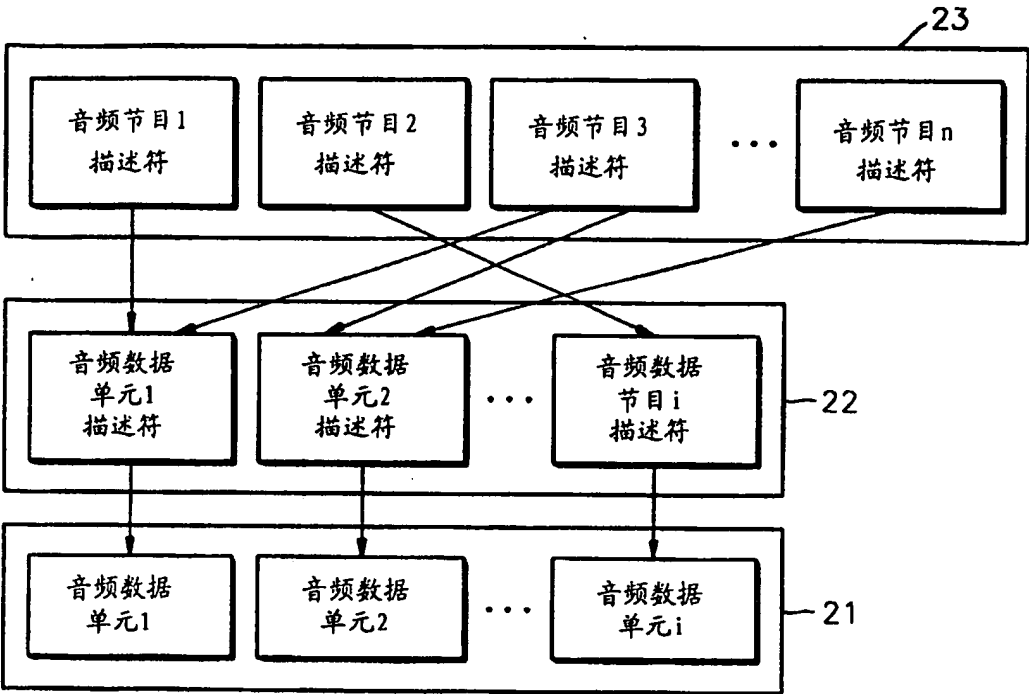 23
音频节目1
描述符
音频节目2
描述符
音频节目3
描述符
...
音频节目n
描述符
音频数据
单元1
描述符
音频数据
单元2
描述符
...
音频数据
节目i
描述符
22
音频数据
单元1
音频数据
单元2
...
音频数据
单元i
21